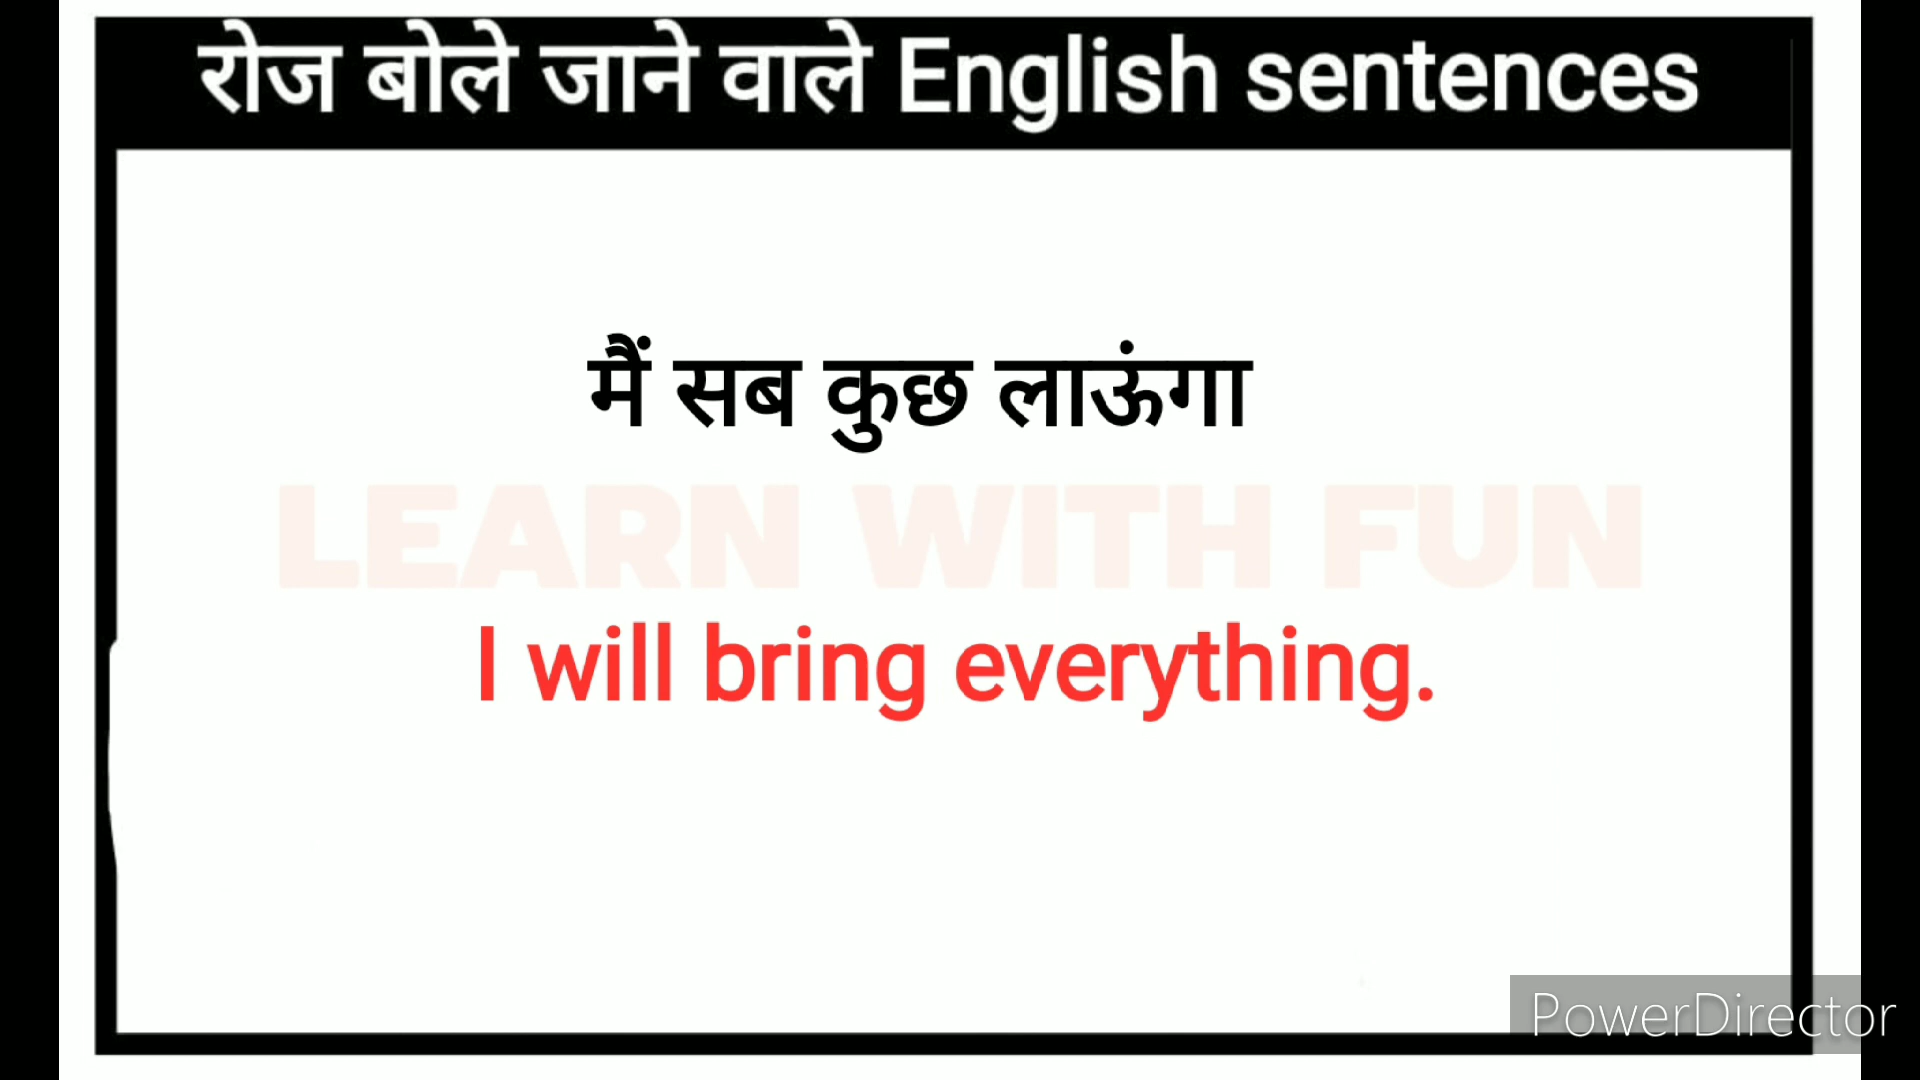 रोज बोले जाने वाले English sentences
मैं सब कुछ लाऊंगा
LEARN WITH FUN
I will bring everything.
PowerDirector